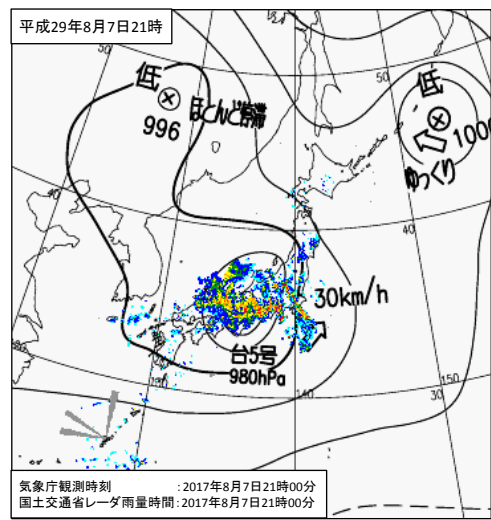 平成29年8月7日21時
50
50
低
996
ほとんど停滞
低
1000
ゆっくり
40
40
30km/h
台5号
980hPa
130
140
30
150
気象庁観測時刻 :2017年8月7日21時00分
国土交通省レーダ雨量時間:2017年8月7日21時00分